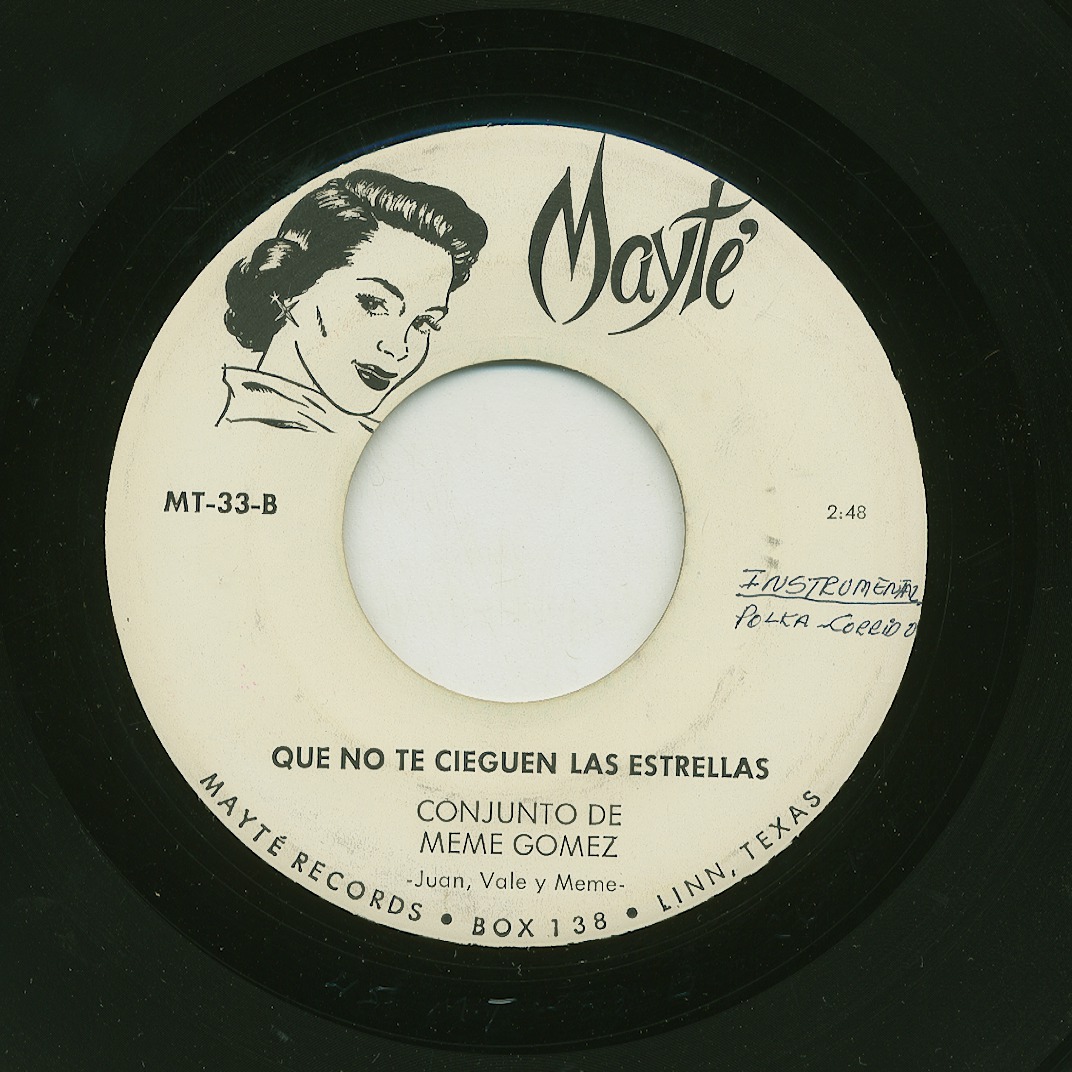 Mayté
MT-33-B
2:48
INSTRUMENTAL
POLKA-CORRIDO
QUE NO TE CIEGUEN LAS ESTRELLAS
CONJUNTO DE
MEME GOMEZ
-Juan, Vale y Meme-
MAYTÉ RECORDS • BOX 138 • LINN, TEXAS